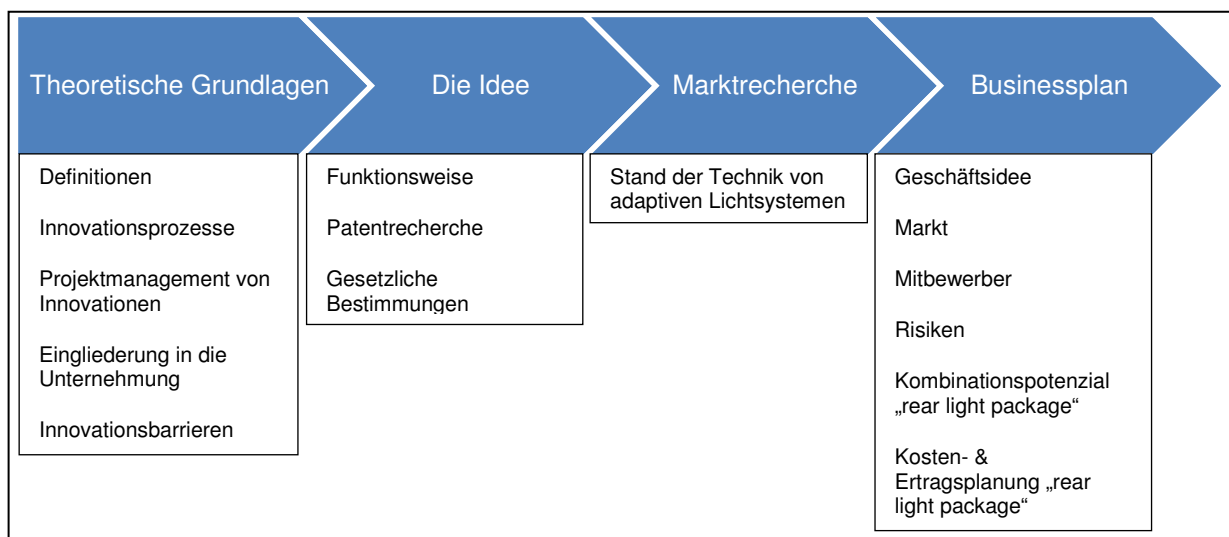 Theoretische Grundlagen
Die Idee
Marktrecherche
Businessplan
Definitionen
Innovationsprozesse
Projektmanagement von
Innovationen
Eingliederung in die
Unternehmung
Innovationsbarrieren
Funktionsweise
Patentrecherche
Gesetzliche
Bestimmungen
Stand der Technik von
adaptiven Lichtsystemen
Geschäftsidee
Markt
Mitbewerber
Risiken
Kombinationspotenzial
„rear light package“
Kosten- &
Ertragsplanung „rear
light package“